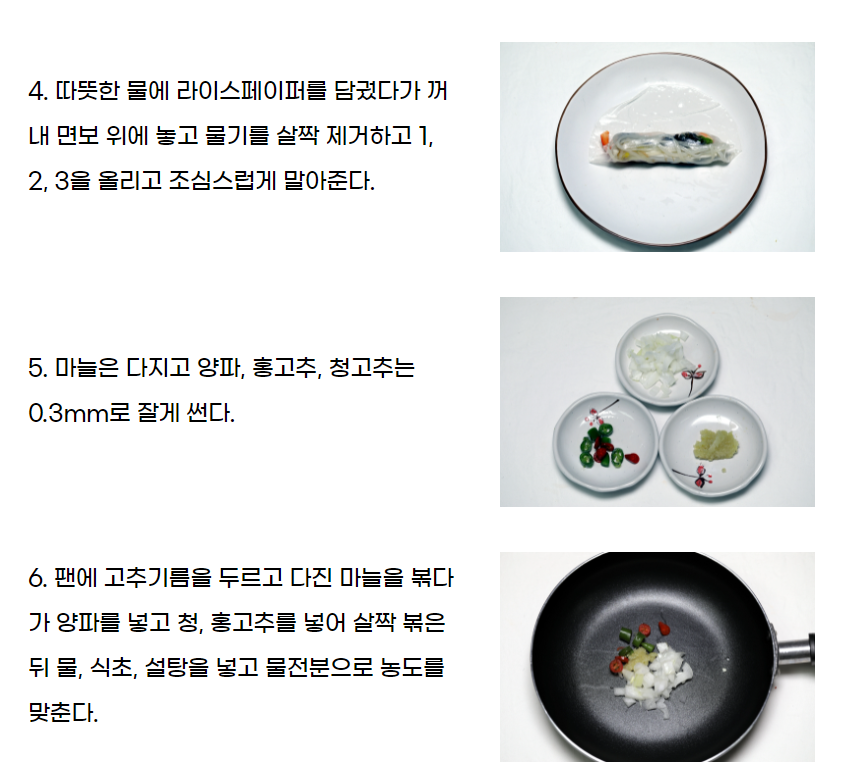 4. 따뜻한 물에 라이스페이퍼를 담궜다가 꺼
내 면보 위에 놓고 물기를 살짝 제거하고 1,
2, 3을 올리고 조심스럽게 말아준다.
5. 마늘은 다지고 양파, 홍고추, 청고추는
0.3mm로 잘게 썬다.
6. 팬에 고추기름을 두르고 다진 마늘을 볶다
가 양파를 넣고 청, 홍고추를 넣어 살짝 볶은
뒤 물, 식초, 설탕을 넣고 물전분으로 농도를
맞춘다.